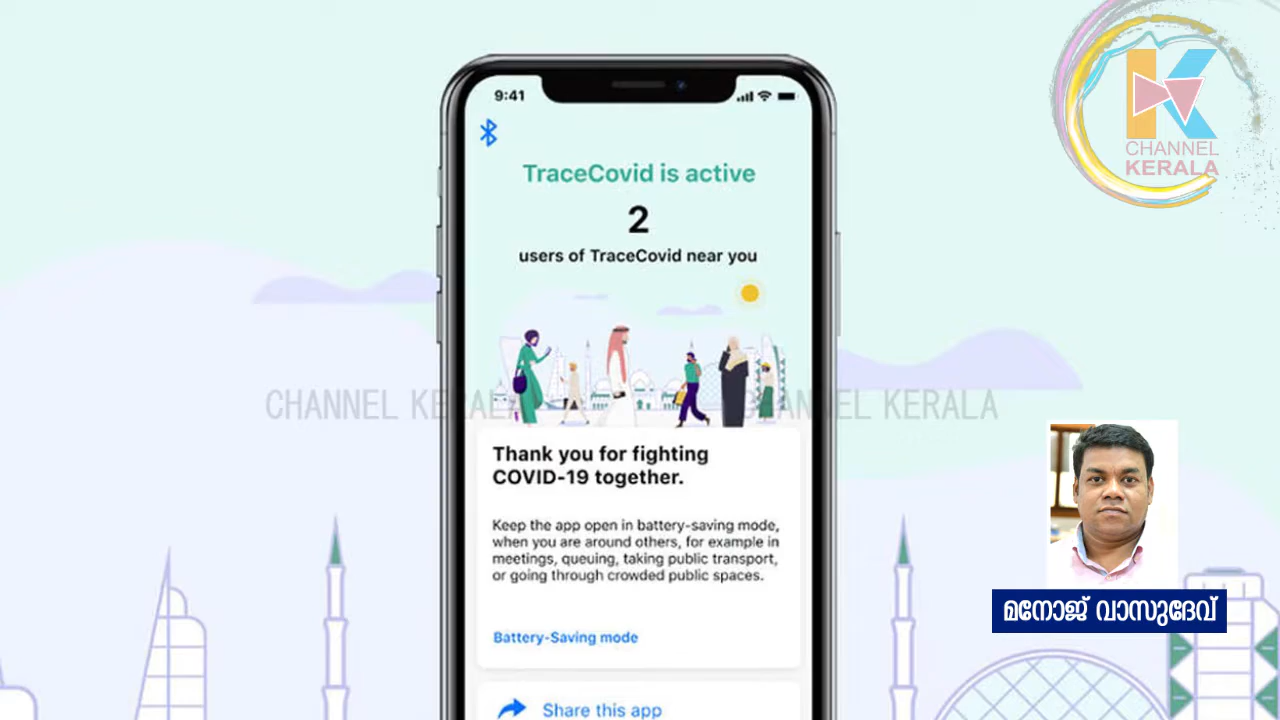 9:41
TraceCovid is active
2
users of TraceCovid near you
Thank you for fighting
COVID-19 together.
Keep the app open in battery-saving mode,
when you are around others, for example in
meetings, queuing, taking public transport,
or going through crowded public spaces.
Battery-Saving mode
Share this app
CHANNEL KERALA
CHANNEL KERALA
K
CHANNEL
KERALA
മനോജ് വാസുദേവ്